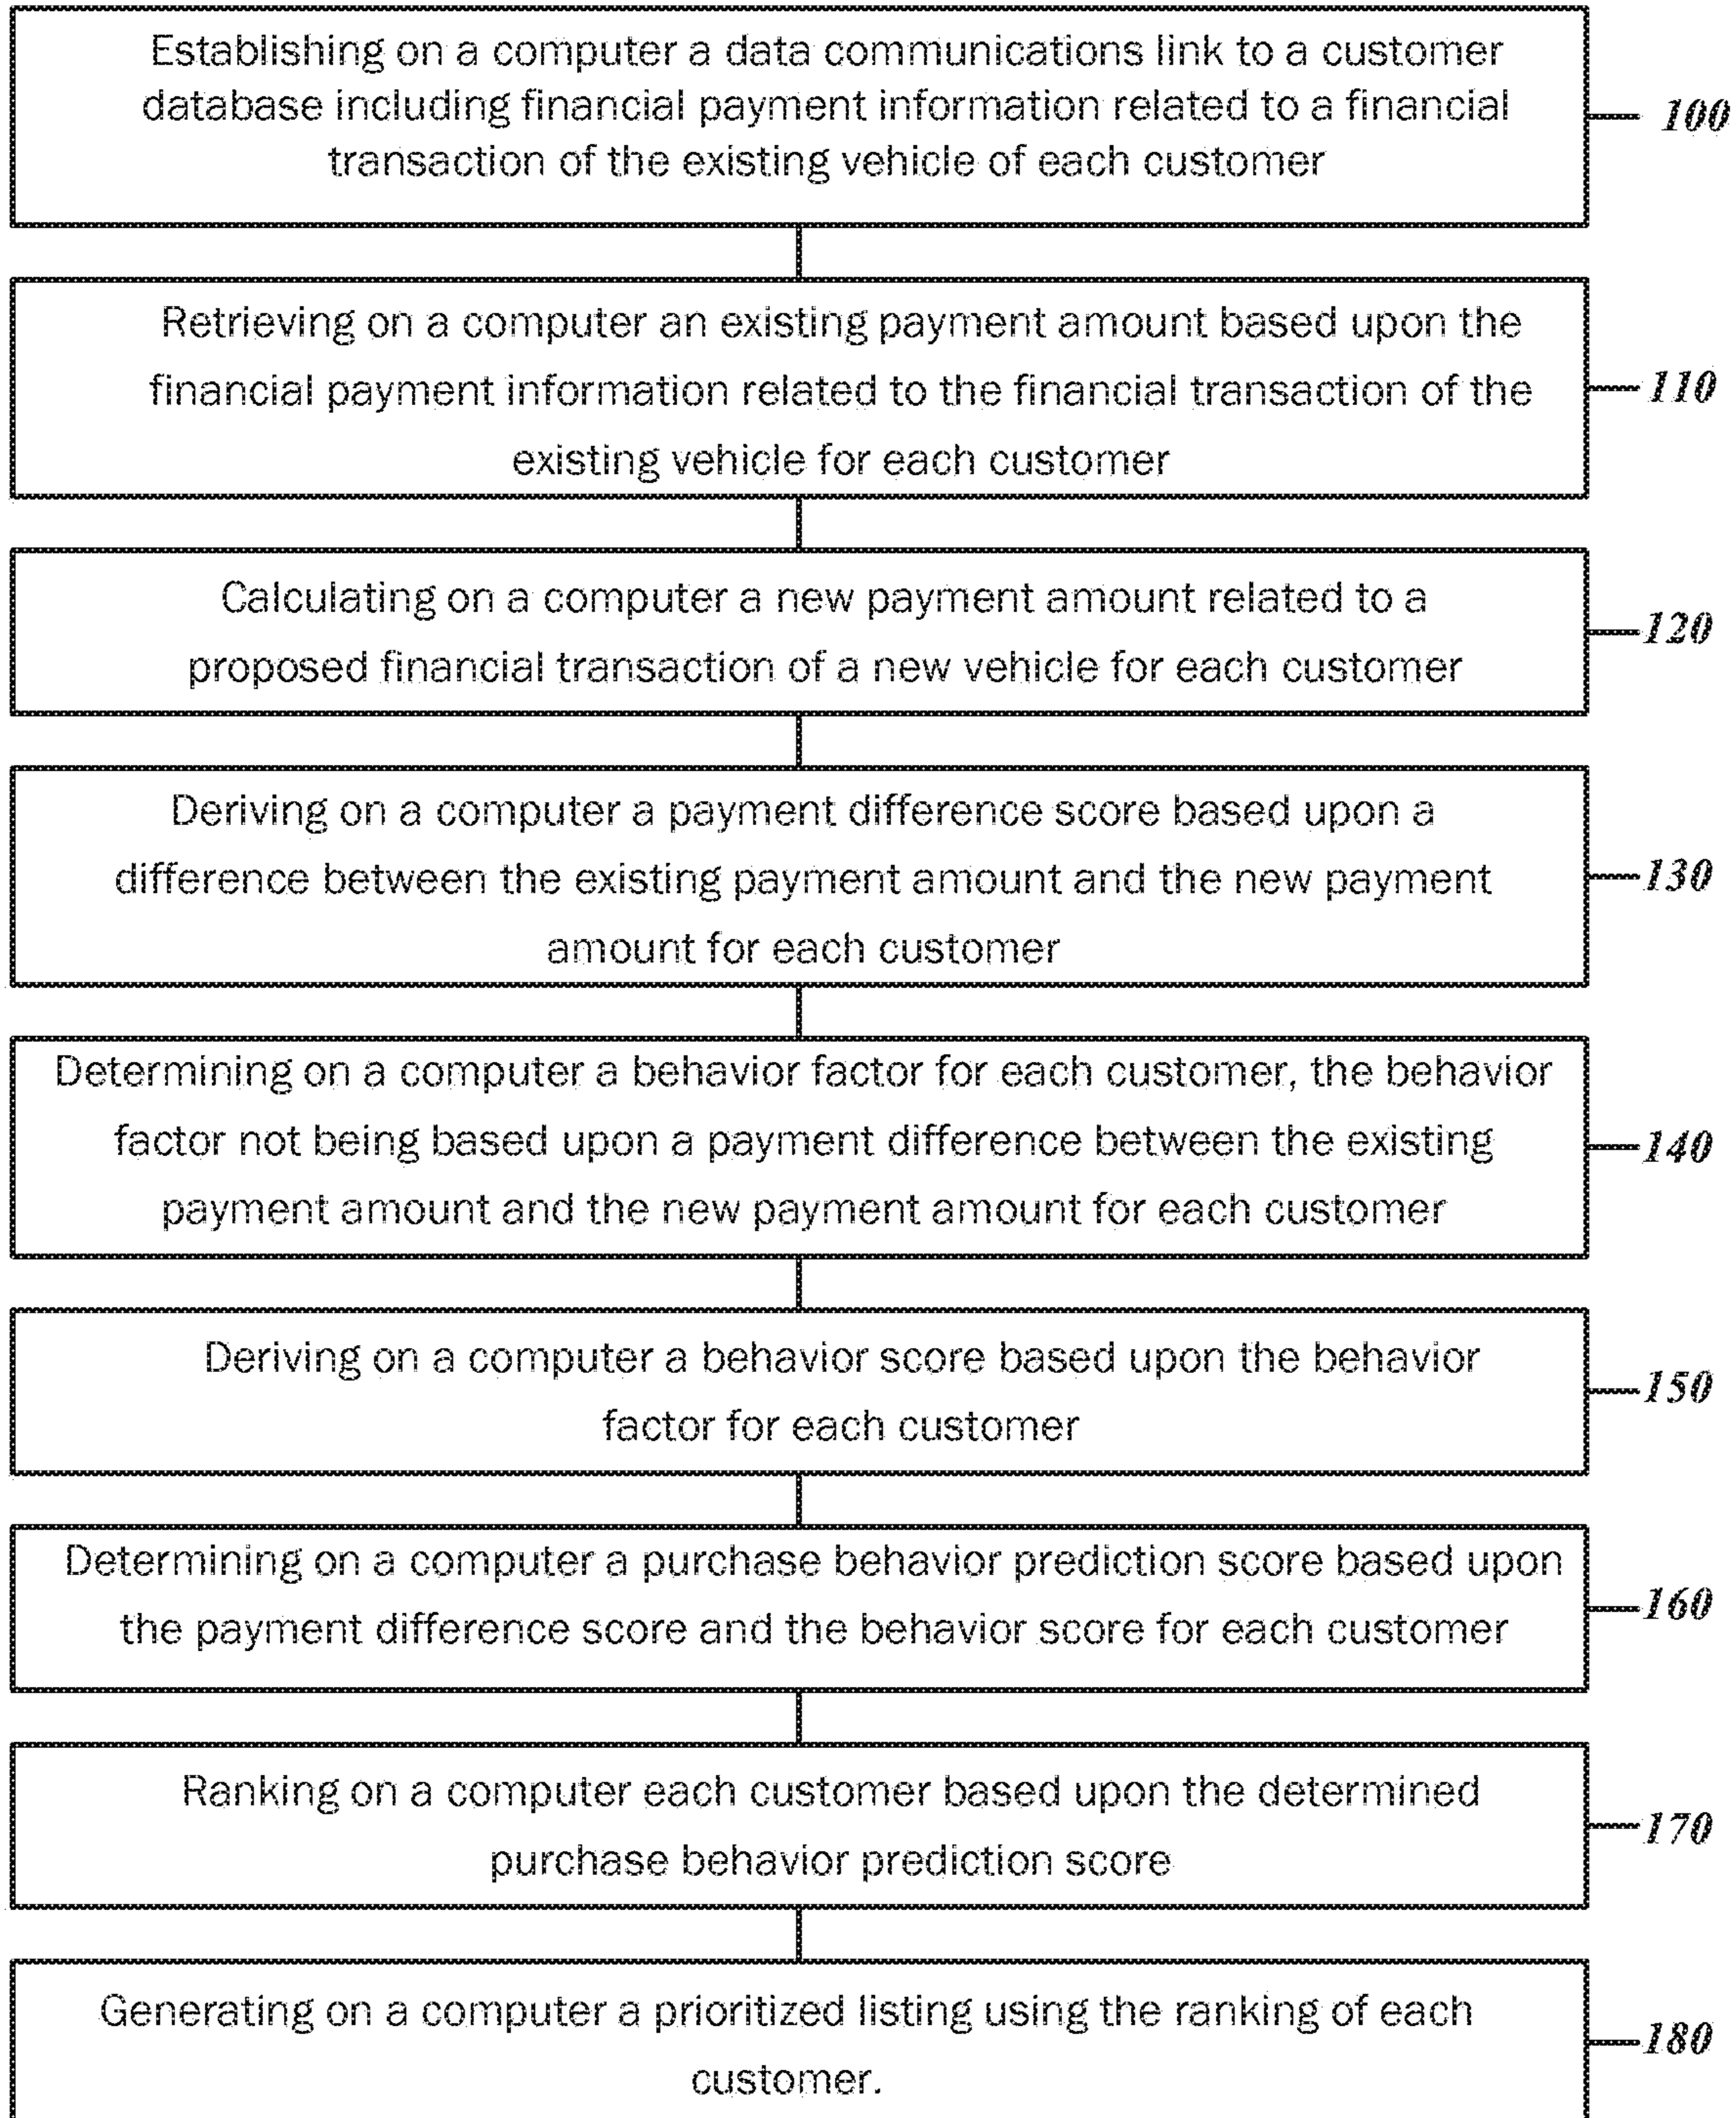 Establishing on a computer a data communications link to a customer
database including financial payment information related to a financial
transaction of the existing vehicle of each customer
100
Retrieving on a computer an existing payment amount based upon the
financial payment information related to the financial transaction of the
existing vehicle for each customer
110
Calculating on a computer a new payment amount related to a
proposed financial transaction of a new vehicle for each customer
120
Deriving on a computer a payment difference score based upon a
difference between the existing payment amount and the new payment
amount for each customer
130
Determining on a computer a behavior factor for each customer, the behavior
factor not being based upon a payment difference between the existing
payment amount and the new payment amount for each customer
140
Deriving on a computer a behavior score based upon the behavior
factor for each customer
150
Determining on a computer a purchase behavior prediction score based upon
the payment difference score and the behavior score for each customer
160
Ranking on a computer each customer based upon the determined
purchase behavior prediction score
170
Generating on a computer a prioritized listing using the ranking of each
customer.
180